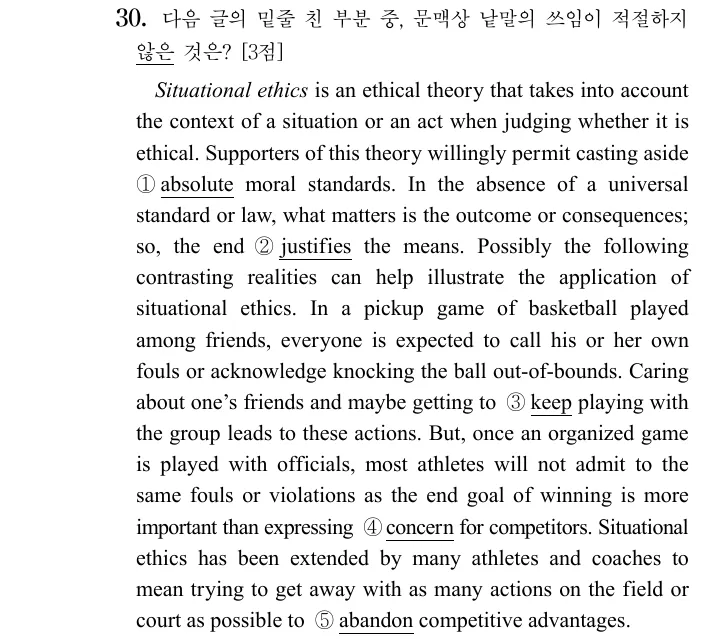 30. 다음 글의 밑줄 친 부분 중, 문맥상 낱말의 쓰임이 적절하지
않은 것은? [3점]
Situational ethics is an ethical theory that takes into account
the context of a situation or an act when judging whether it is
ethical. Supporters of this theory willingly permit casting aside
① absolute moral standards. In the absence of a universal
standard or law, what matters is the outcome or consequences;
so, the end ② justifies the means. Possibly the following
contrasting realities can help illustrate the application of
situational ethics. In a pickup game of basketball played
among friends, everyone is expected to call his or her own
fouls or acknowledge knocking the ball out-of-bounds. Caring
about one’s friends and maybe getting to ③ keep playing with
the group leads to these actions. But, once an organized game
is played with officials, most athletes will not admit to the
same fouls or violations as the end goal of winning is more
important than expressing ④ concern for competitors. Situational
ethics has been extended by many athletes and coaches to
mean trying to get away with as many actions on the field or
court as possible to ⑤ abandon competitive advantages.